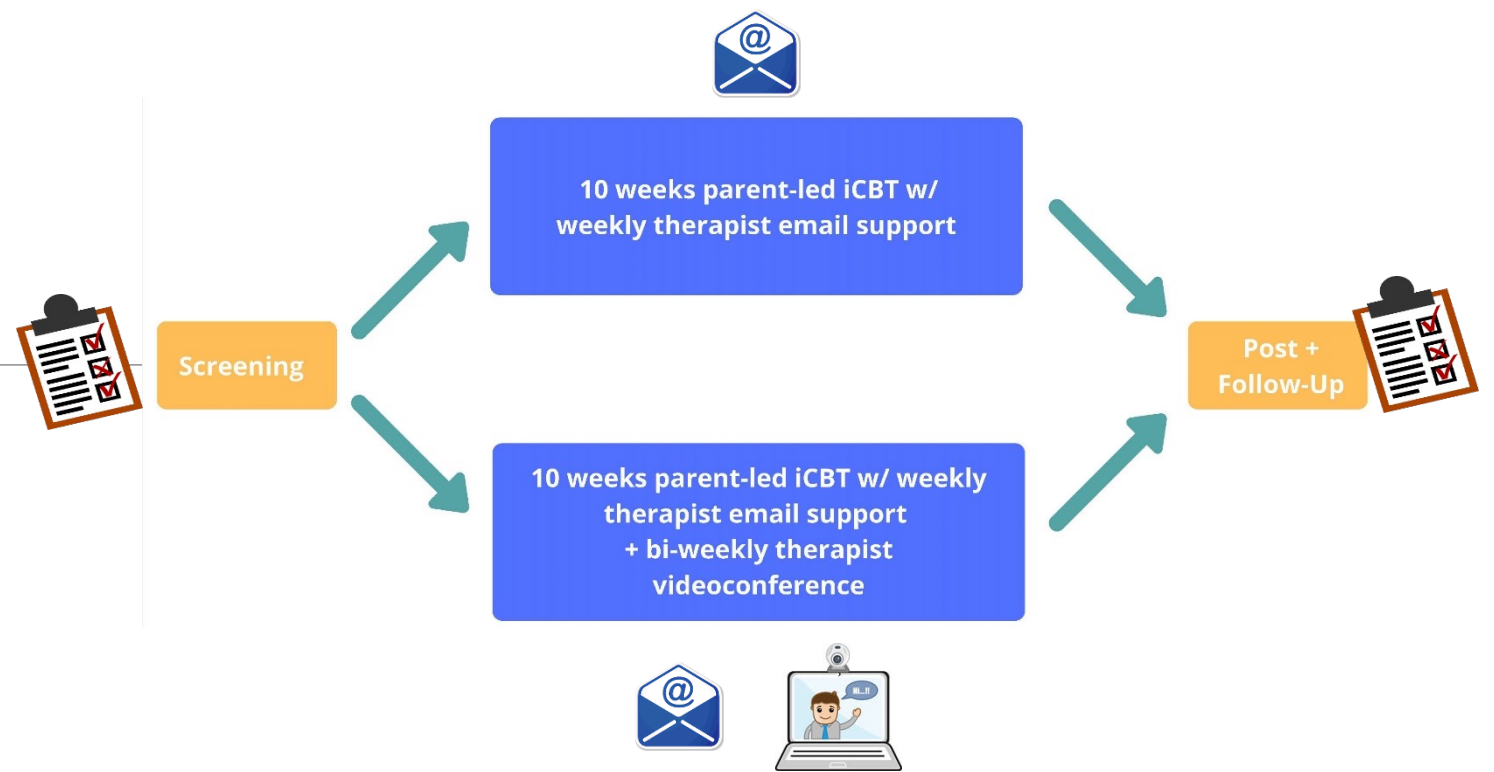 @
10 weeks parent-led iCBT w/
weekly therapist email support
Screening
Post +
Follow-Up
10 weeks parent-led iCBT w/ weekly
therapist email support
+ bi-weekly therapist
videoconference
@
Hi...!!